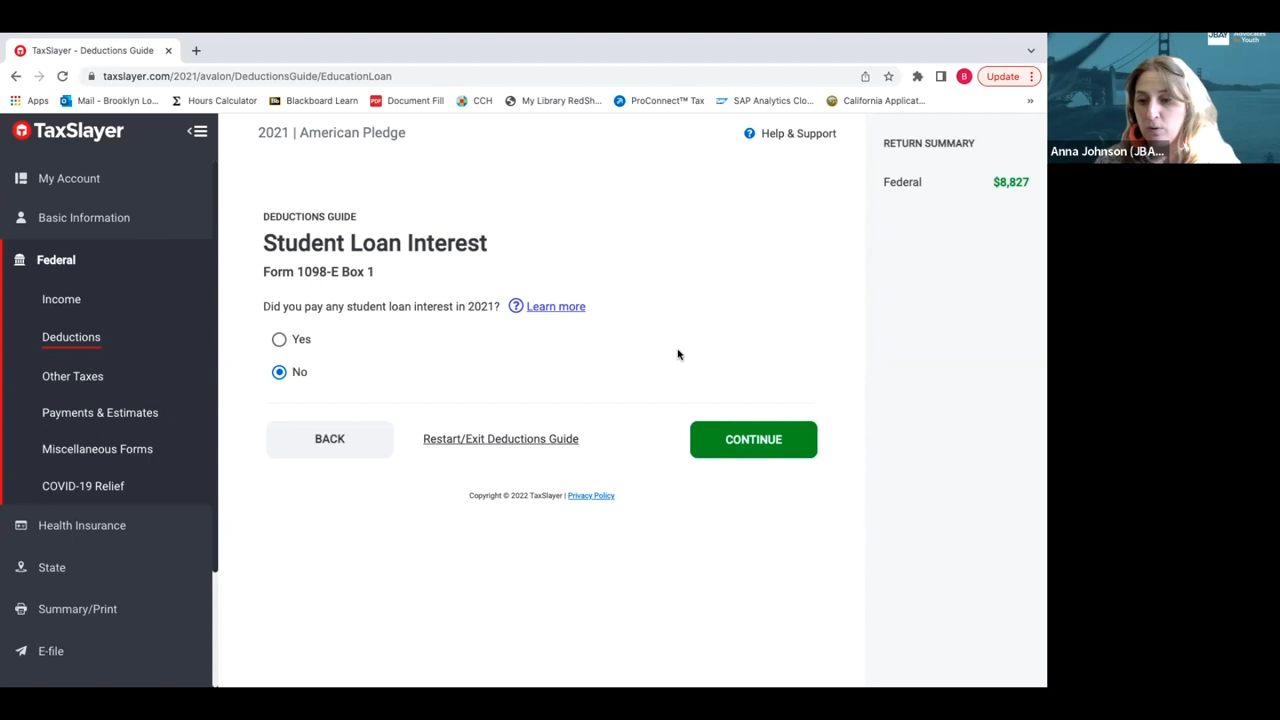 TaxSlayer - Deductions Guide
taxslayer.com/2021/avalon/DeductionsGuide/EducationLoan
B
Update
Apps
Mail - Brooklyn Lo...
Hours Calculator
Blackboard Learn
PDF
Document Fill
CCH
My Library RedSh...
ProConnect™ Tax
SAP Analytics Clo...
California Applicat...
»
TaxSlayer
My Account
Basic Information
Federal
Income
Deductions
Other Taxes
Payments & Estimates
Miscellaneous Forms
COVID-19 Relief
Health Insurance
State
Summary/Print
E-file
2021 | American Pledge
Help & Support
DEDUCTIONS GUIDE
Student Loan Interest
Form 1098-E Box 1
Did you pay any student loan interest in 2021? Learn more
Yes
No
BACK
Restart/Exit Deductions Guide
CONTINUE
Copyright © 2022 TaxSlayer | Privacy Policy
RETURN SUMMARY
Federal $8,827
JBAY
Advocates
Youth
Anna Johnson (JBA...